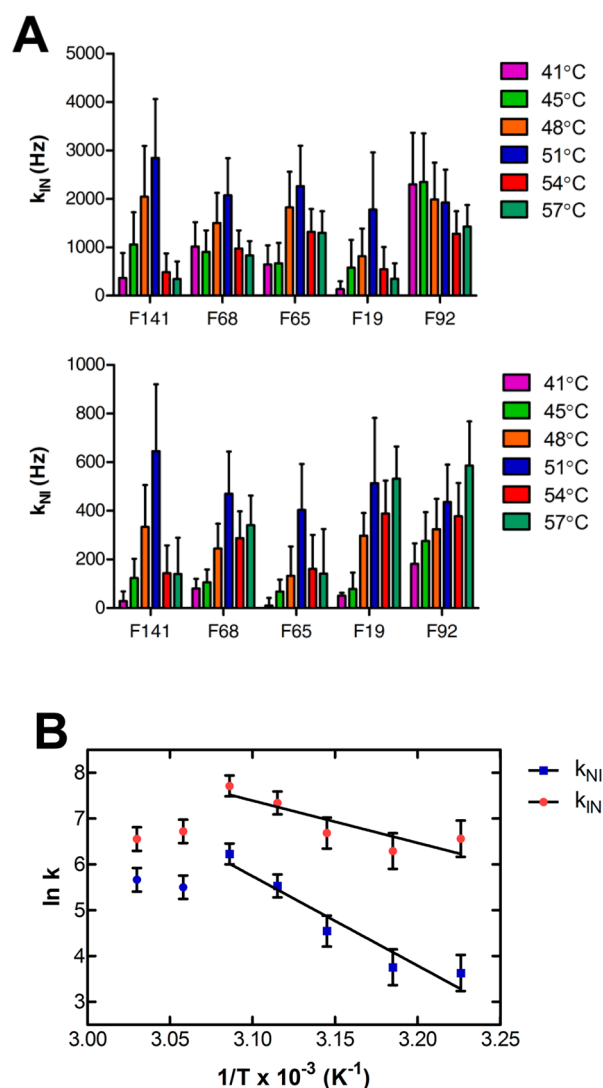 A
5000
4000
3000
2000
1000
0
k_IN (Hz)
F141 F68 F65 F19 F92
41°C
45°C
48°C
51°C
54°C
57°C
1000
800
600
400
200
0
k_NI (Hz)
F141 F68 F65 F19 F92
41°C
45°C
48°C
51°C
54°C
57°C
B
8
7
6
5
4
3
ln k
3.00 3.05 3.10 3.15 3.20 3.25
1/T x 10⁻³ (K⁻¹)
k_NI
k_IN